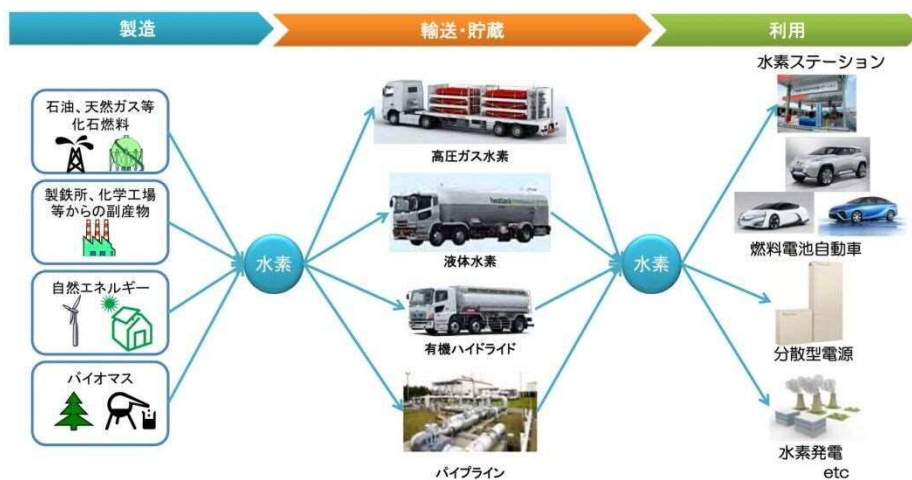 製造
輸送・貯蔵
利用
石油、天然ガス等
化石燃料
製鉄所、化学工場
等からの副産物
自然エネルギー
バイオマス
水素
高圧ガス水素
液体水素
有機ハイドライド
パイプライン
水素
水素ステーション
燃料電池自動車
分散型電源
水素発電
etc